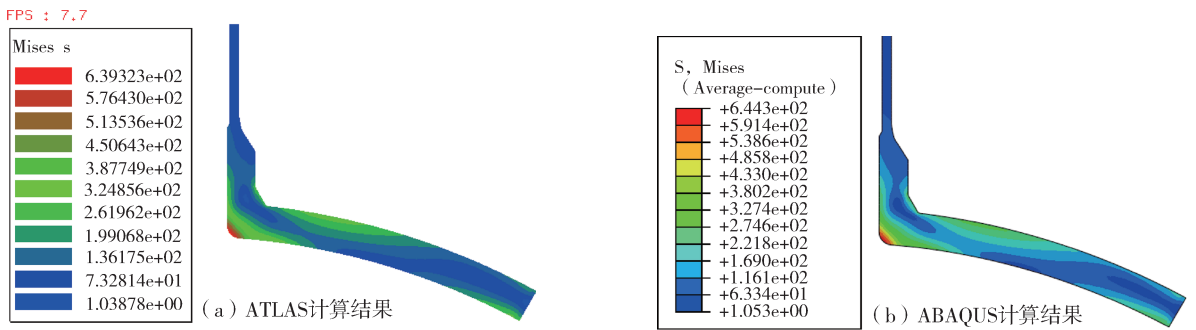 FPS : 7.7
Mises s
6.39323e+02
5.76430e+02
5.13536e+02
4.50643e+02
3.87749e+02
3.24856e+02
2.61962e+02
1.99068e+02
1.36175e+02
7.32814e+01
1.03878e+00
(a)ATLAS计算结果
S, Mises
(Average-compute)
+6.443e+02
+5.914e+02
+5.386e+02
+4.858e+02
+4.330e+02
+3.802e+02
+3.274e+02
+2.746e+02
+2.218e+02
+1.690e+02
+1.161e+02
+6.334e+01
+1.053e+00
(b)ABAQUS计算结果